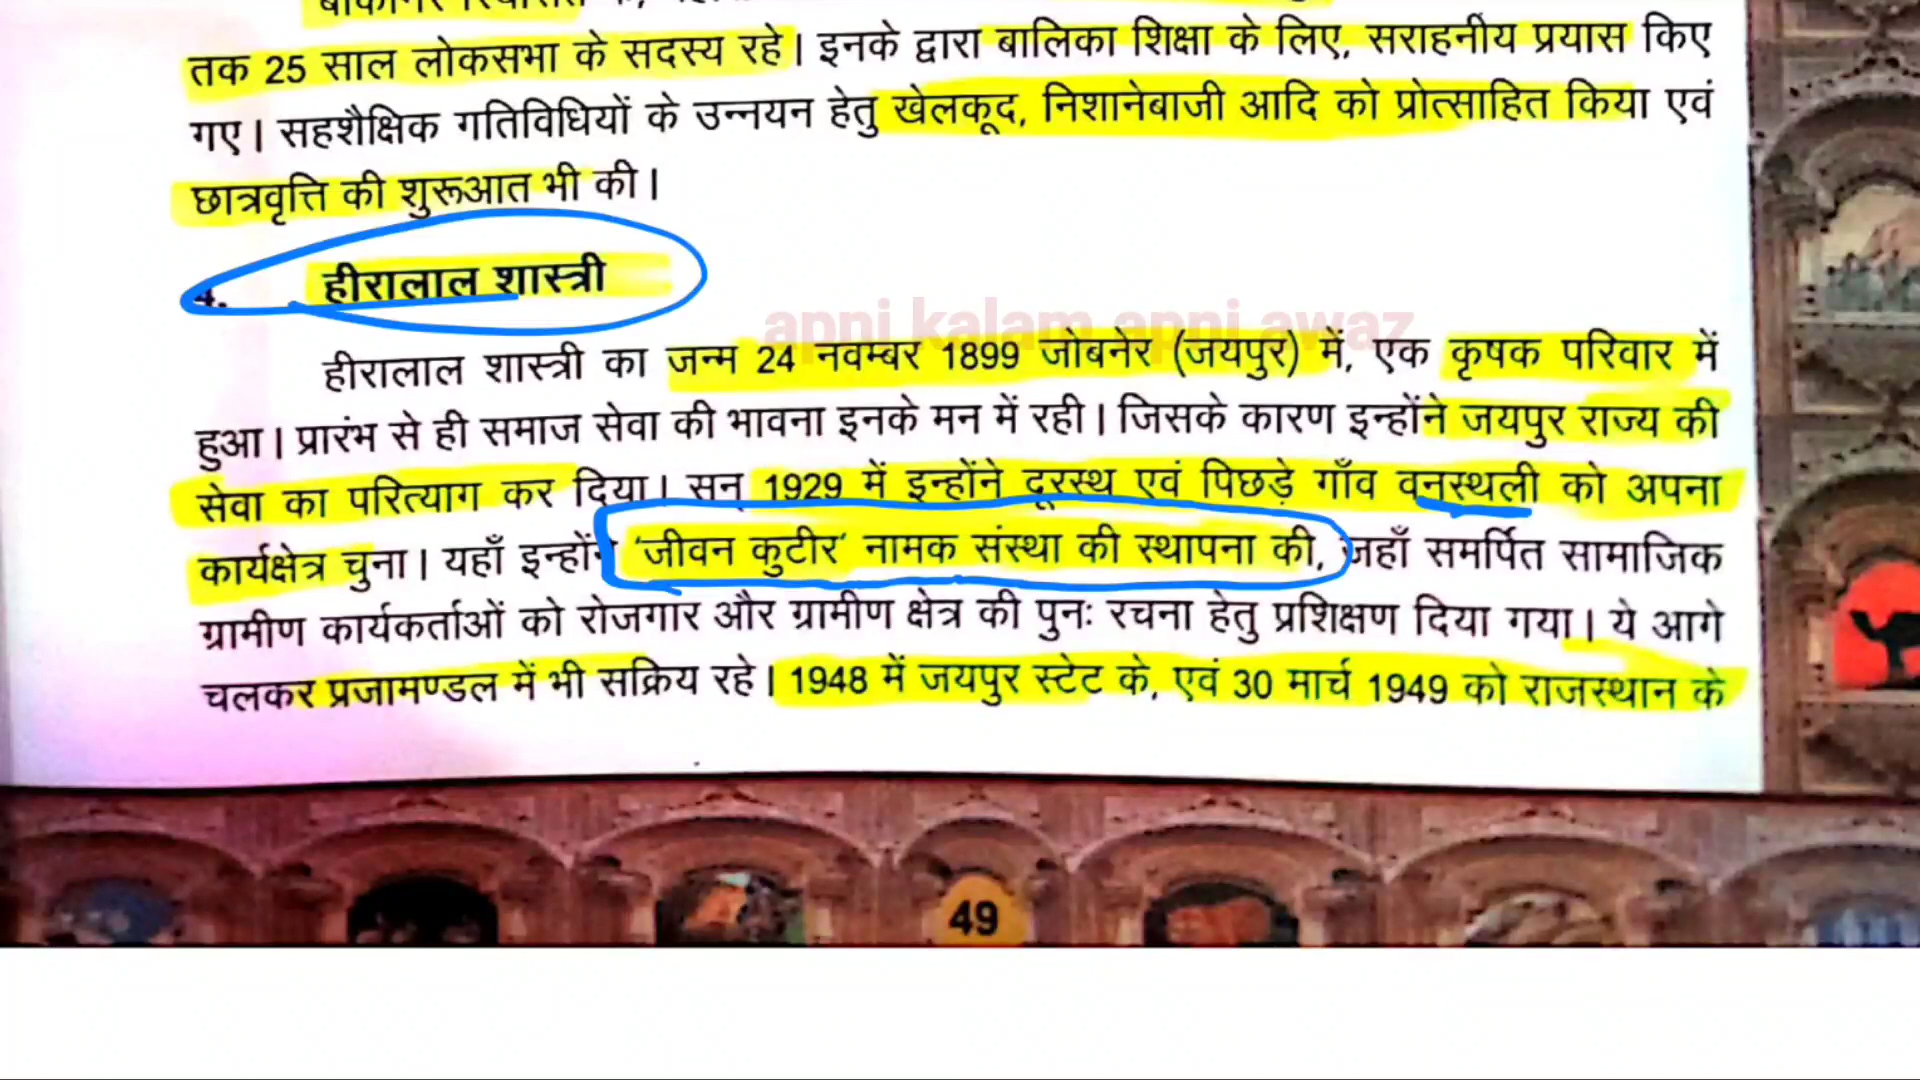 तक 25 साल लोकसभा के सदस्य रहे। इनके द्वारा बालिका शिक्षा के लिए, सराहनीय प्रयास किए
गए। सहशैक्षिक गतिविधियों के उन्नयन हेतु खेलकूद, निशानेबाजी आदि को प्रोत्साहित किया एवं
छात्रवृत्ति की शुरूआत भी की।
4. हीरालाल शास्त्री
apni kalam apni awaz
हीरालाल शास्त्री का जन्म 24 नवम्बर 1899 जोबनेर (जयपुर) में, एक कृषक परिवार में
हुआ। प्रारंभ से ही समाज सेवा की भावना इनके मन में रही। जिसके कारण इन्होंने जयपुर राज्य की
सेवा का परित्याग कर दिया। सन् 1929 में इन्होंने दूरस्थ एवं पिछड़े गाँव वनस्थली को अपना
कार्यक्षेत्र चुना। यहाँ इन्होंने 'जीवन कुटीर' नामक संस्था की स्थापना की, जहाँ समर्पित सामाजिक
ग्रामीण कार्यकर्ताओं को रोजगार और ग्रामीण क्षेत्र की पुनः रचना हेतु प्रशिक्षण दिया गया। ये आगे
चलकर प्रजामण्डल में भी सक्रिय रहे। 1948 में जयपुर स्टेट के, एवं 30 मार्च 1949 को राजस्थान के
49